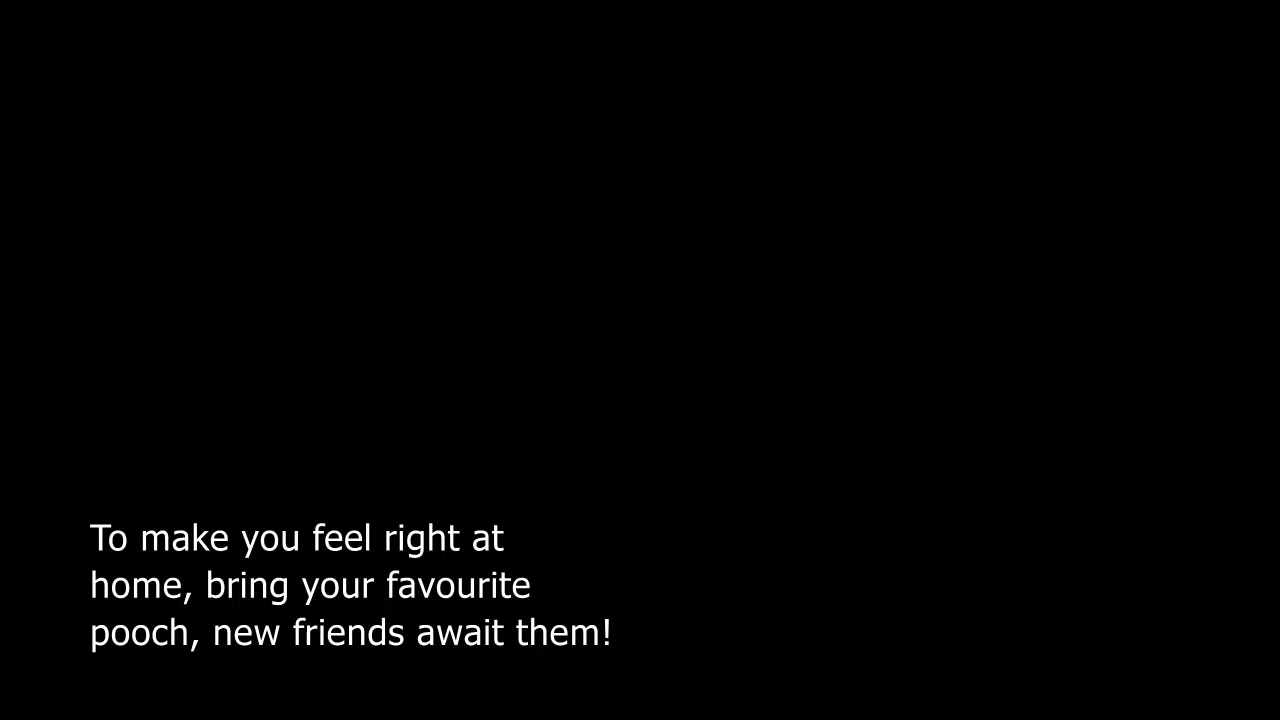 To make you feel right at
home, bring your favourite
pooch, new friends await them!